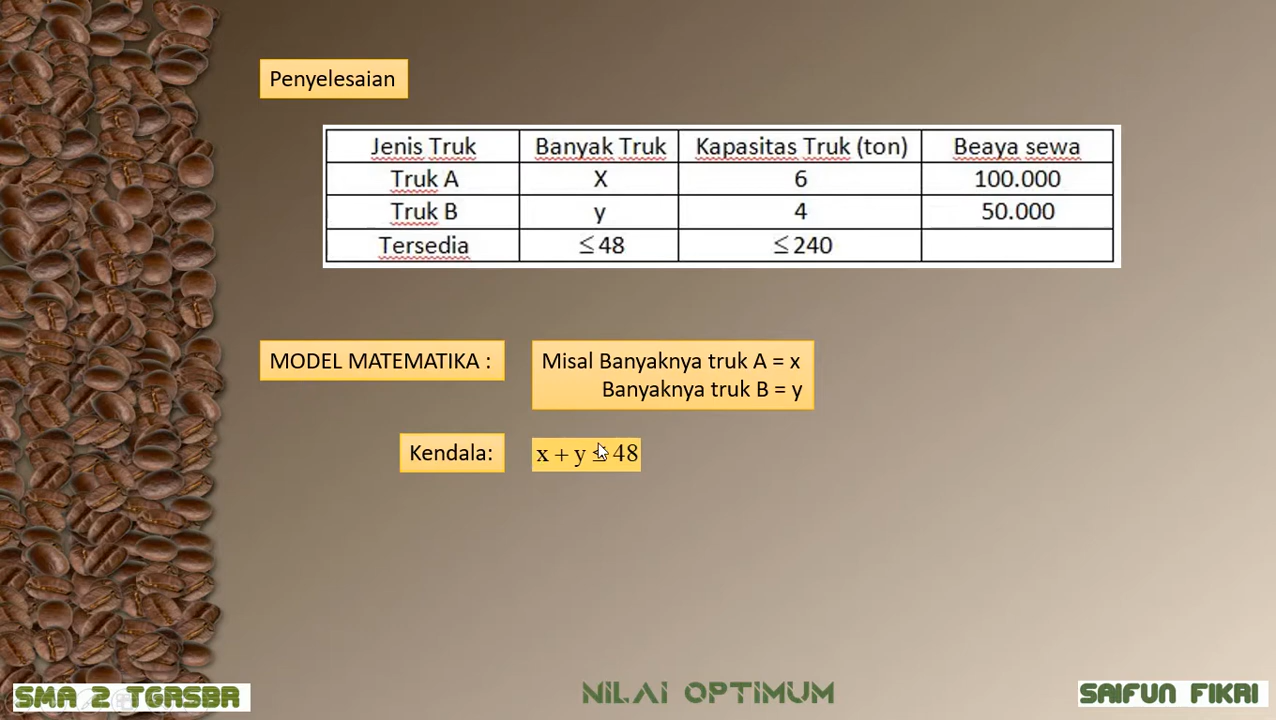 Penyelesaian
Jenis Truk Banyak Truk Kapasitas Truk (ton) Beaya sewa
Truk A X 6 100.000
Truk B y 4 50.000
Tersedia ≤ 48 ≤ 240
MODEL MATEMATIKA : Misal Banyaknya truk A = x
Banyaknya truk B = y
Kendala: x + y ≤ 48
SMA 2 TGRSBR NILAI OPTIMUM SAIFUN FIKRI